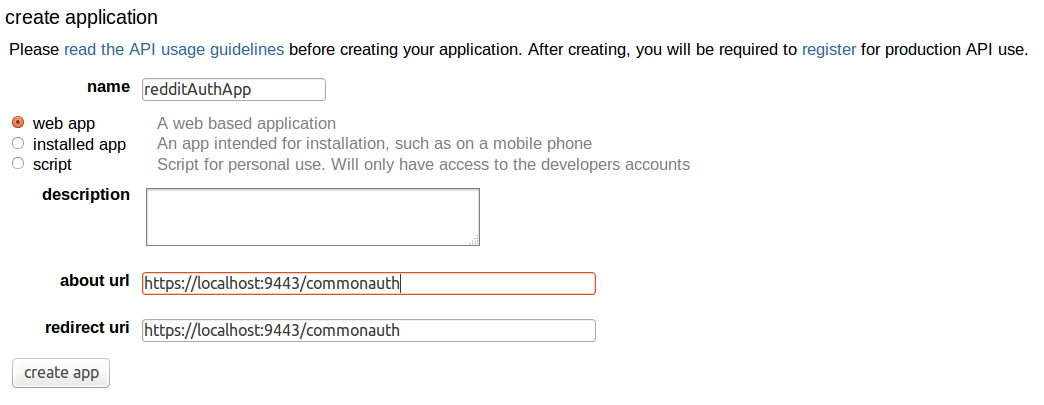 create application
Please read the API usage guidelines before creating your application. After creating, you will be required to register for production API use.
name redditAuthApp
web app A web based application
installed app An app intended for installation, such as on a mobile phone
script Script for personal use. Will only have access to the developers accounts
description
about url https://localhost:9443/commonauth
redirect uri https://localhost:9443/commonauth
create app